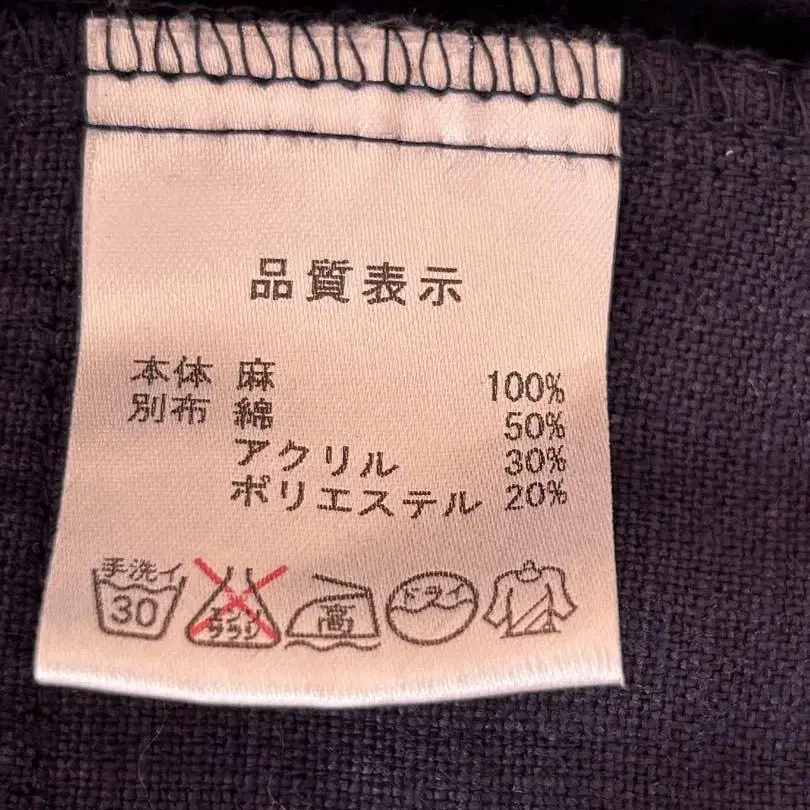 品質表示
本体 麻 100%
別布 綿 50%
アクリル 30%
ポリエステル 20%
手洗イ 30 エンソサラシ 高 ドライ